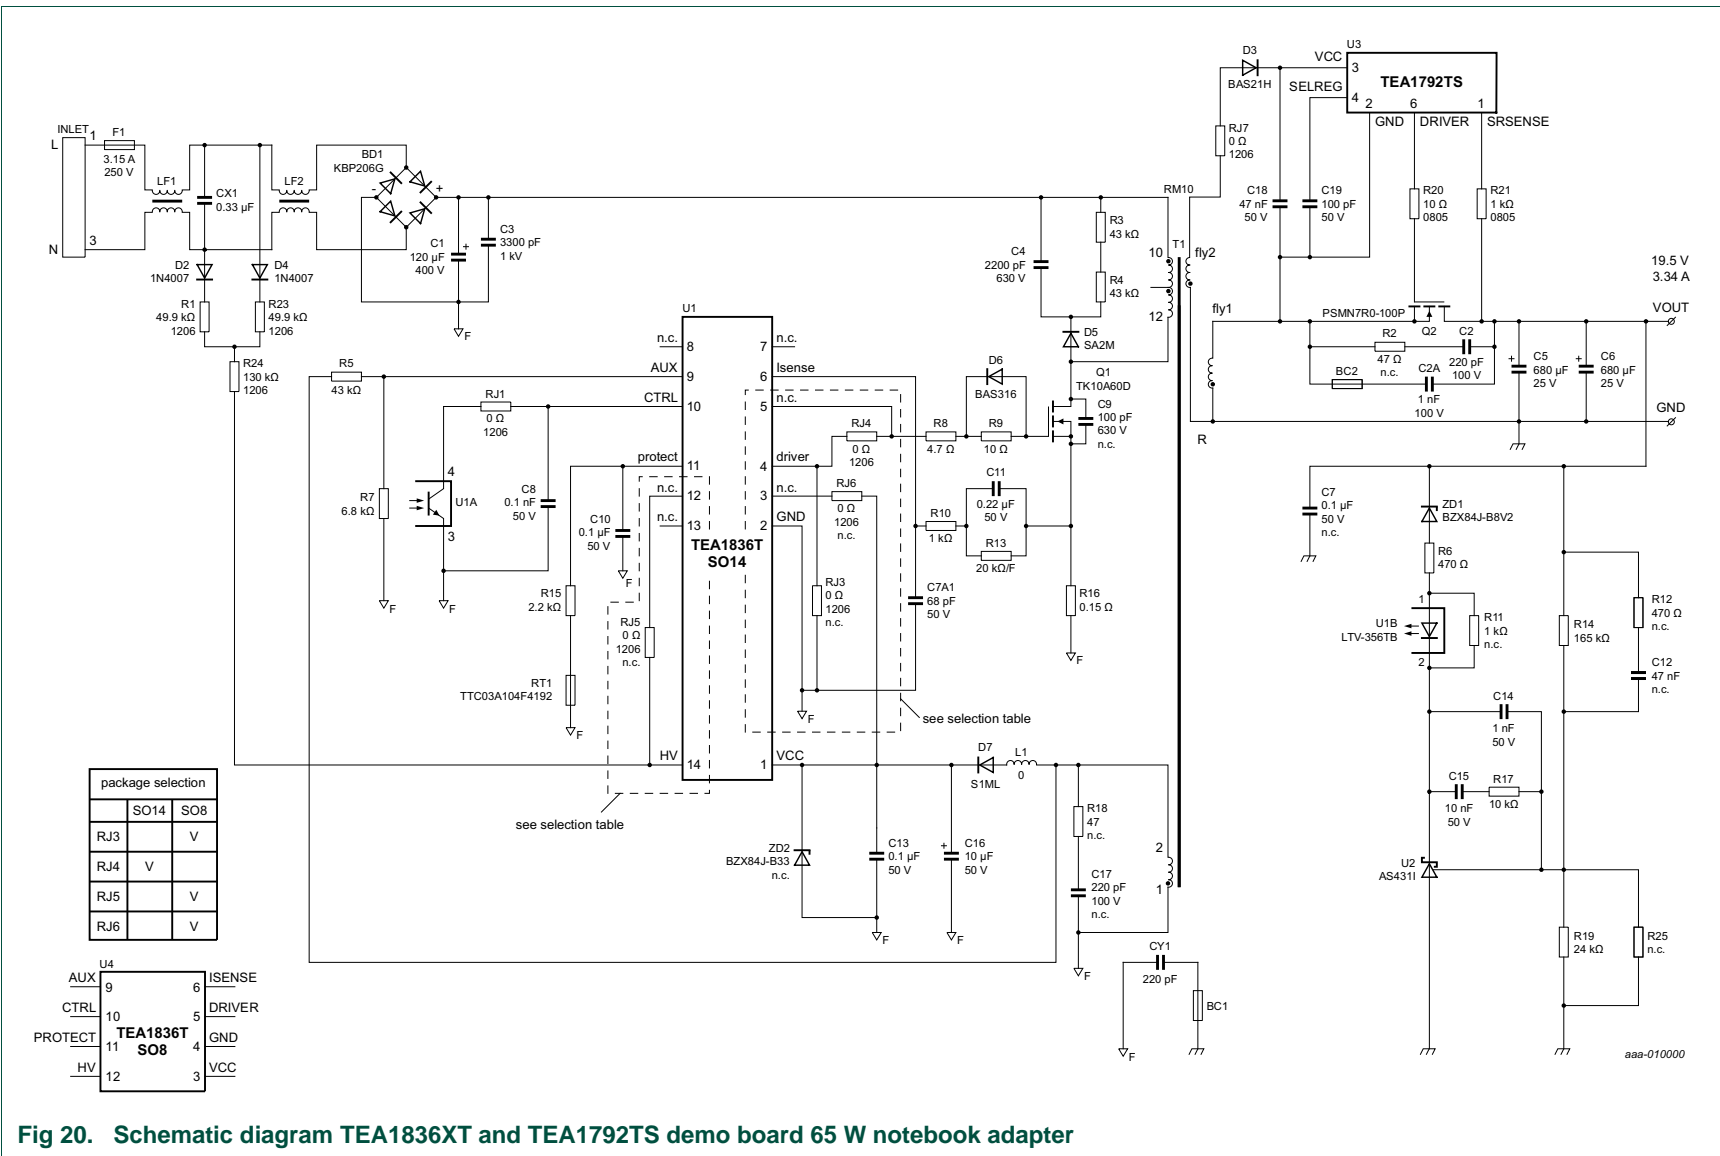 D3
BAS21H
U3
VCC
3
TEA1792TS
SELREG
4
2
6
1
GND
DRIVER
SRSENSE
RJ7
0 Ω
1206
INLET
L
1
F1
3.15 A
250 V
LF1
CX1
0.33 µF
LF2
BD1
KBP206G
-
+
N
3
D2
1N4007
D4
1N4007
R1
49.9 kΩ
1206
R23
49.9 kΩ
1206
R24
130 kΩ
1206
C1
120 µF
400 V
+
C3
3300 pF
1 kV
F
C4
2200 pF
630 V
R3
43 kΩ
R4
43 kΩ
RM10
10
T1
12
fly2
fly1
C18
47 nF
50 V
C19
100 pF
50 V
R20
10 Ω
0805
R21
1 kΩ
0805
19.5 V
3.34 A
VOUT
PSMN7R0-100P
Q2
R2
47 Ω
n.c.
C2
220 pF
100 V
BC2
C2A
1 nF
100 V
+
C5
680 µF
25 V
+
C6
680 µF
25 V
GND
R
D5
SA2M
Q1
TK10A60D
C9
100 pF
630 V
n.c.
D6
BAS316
R8
4.7 Ω
R9
10 Ω
U1
n.c.
8
7
n.c.
AUX
9
6
Isense
CTRL
10
5
n.c.
protect
11
4
driver
n.c.
12
3
n.c.
n.c.
13
2
GND
TEA1836T
SO14
HV
14
1
VCC
R5
43 kΩ
RJ1
0 Ω
1206
4
U1A
3
R7
6.8 kΩ
F
F
C8
0.1 nF
50 V
C10
0.1 µF
50 V
F
R15
2.2 kΩ
RT1
TTC03A104F4192
F
RJ5
0 Ω
1206
n.c.
see selection table
RJ4
0 Ω
1206
RJ6
0 Ω
1206
n.c.
RJ3
0 Ω
1206
n.c.
F
see selection table
C11
0.22 µF
50 V
R10
1 kΩ
R13
20 kΩ/F
C7A1
68 pF
50 V
R16
0.15 Ω
F
D7
S1ML
L1
0
ZD2
BZX84J-B33
n.c.
C13
0.1 µF
50 V
F
+
C16
10 µF
50 V
F
R18
47
n.c.
C17
220 pF
100 V
n.c.
F
2
1
CY1
220 pF
BC1
F
C7
0.1 µF
50 V
n.c.
ZD1
BZX84J-B8V2
R6
470 Ω
1
U1B
LTV-356TB
2
R11
1 kΩ
n.c.
R14
165 kΩ
R12
470 Ω
n.c.
C12
47 nF
n.c.
C14
1 nF
50 V
C15
10 nF
50 V
R17
10 kΩ
U2
AS431I
R19
24 kΩ
R25
n.c.
package selection
SO14 SO8
RJ3 V
RJ4 V
RJ5 V
RJ6 V
U4
AUX
9
6
ISENSE
CTRL
10
5
DRIVER
PROTECT
11
4
GND
HV
12
3
VCC
TEA1836T
SO8
aaa-010000
Fig 20. Schematic diagram TEA1836XT and TEA1792TS demo board 65 W notebook adapter